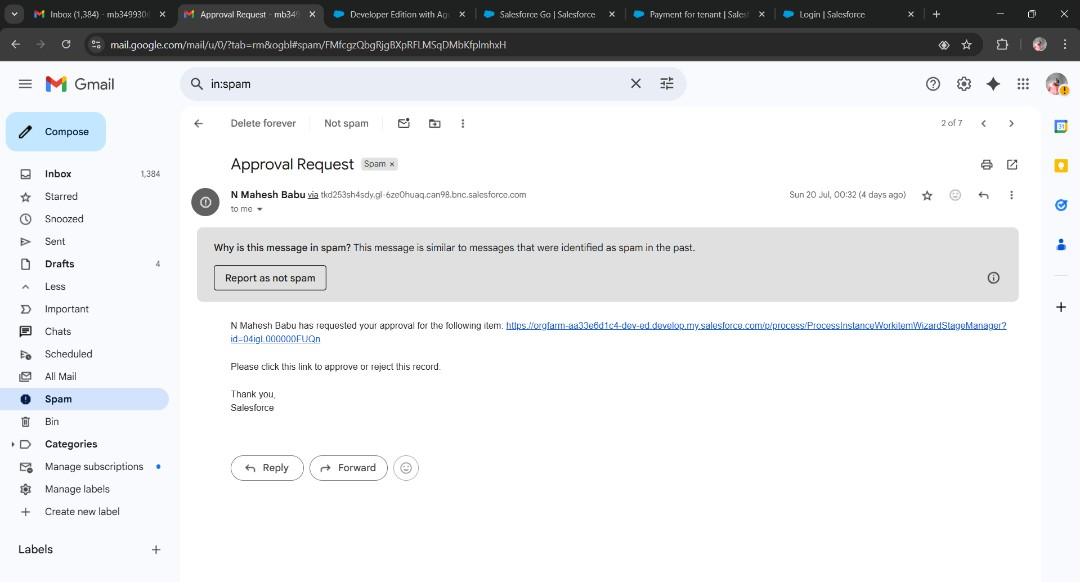 Inbox (1,384) - mb349930
Approval Request - mb349
Developer Edition with Ag
Salesforce Go | Salesforce
Payment for tenant | Sales
Login | Salesforce
mail.google.com/mail/u/0/?tab=rm&ogbl#spam/FMfcgzQbgRjgBXpRFLMSqDMbKfplmhxH
Gmail
in:spam
Compose
Delete forever
Not spam
2 of 7
Inbox 1,384
Starred
Snoozed
Sent
Drafts 4
Less
Important
Chats
Scheduled
All Mail
Spam
Bin
Categories
Manage subscriptions
Manage labels
Create new label
Labels
Approval Request Spam ×
N Mahesh Babu via tkd253sh4sdy.gl-6ze0huaq.can98.bnc.salesforce.com
Sun 20 Jul, 00:32 (4 days ago)
to me
Why is this message in spam? This message is similar to messages that were identified as spam in the past.
Report as not spam
N Mahesh Babu has requested your approval for the following item: https://orgfarm-aa33e6d1c4-dev-ed.develop.my.salesforce.com/p/process/ProcessInstanceWorkitemWizardStageManager?
id=04igL000000FUQn
Please click this link to approve or reject this record.
Thank you,
Salesforce
Reply
Forward
31